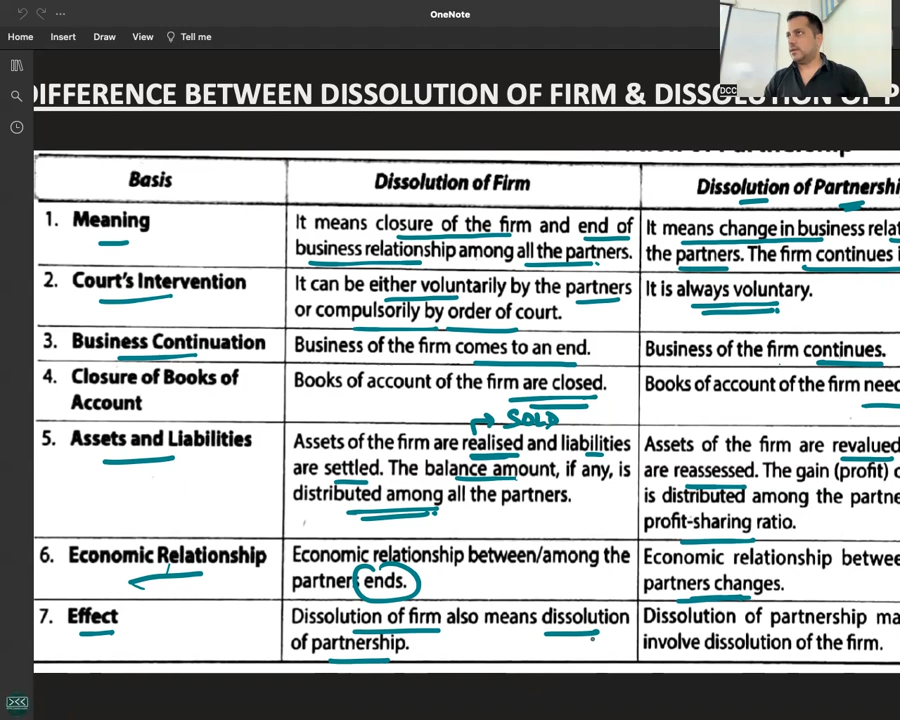 OneNote
Home Insert Draw View Tell me
DCC
DIFFERENCE BETWEEN DISSOLUTION OF FIRM & DISSOLUTION OF P
Basis Dissolution of Firm Dissolution of Partnershi
1. Meaning
It means closure of the firm and end of
business relationship among all the partners.
It means change in business rela
the partners. The firm continues i
2. Court's Intervention
It can be either voluntarily by the partners
or compulsorily by order of court.
It is always voluntary.
3. Business Continuation
Business of the firm comes to an end.
Business of the firm continues.
4. Closure of Books of
Account
Books of account of the firm are closed.
Books of account of the firm need
→ SOLD
5. Assets and Liabilities
Assets of the firm are realised and liabilities
are settled. The balance amount, if any, is
distributed among all the partners.
Assets of the firm are revalued
are reassessed. The gain (profit) o
is distributed among the partne
profit-sharing ratio.
6. Economic Relationship
Economic relationship between/among the
partners ends.
Economic relationship betwee
partners changes.
7. Effect
Dissolution of firm also means dissolution
of partnership.
Dissolution of partnership ma
involve dissolution of the firm.
DCC